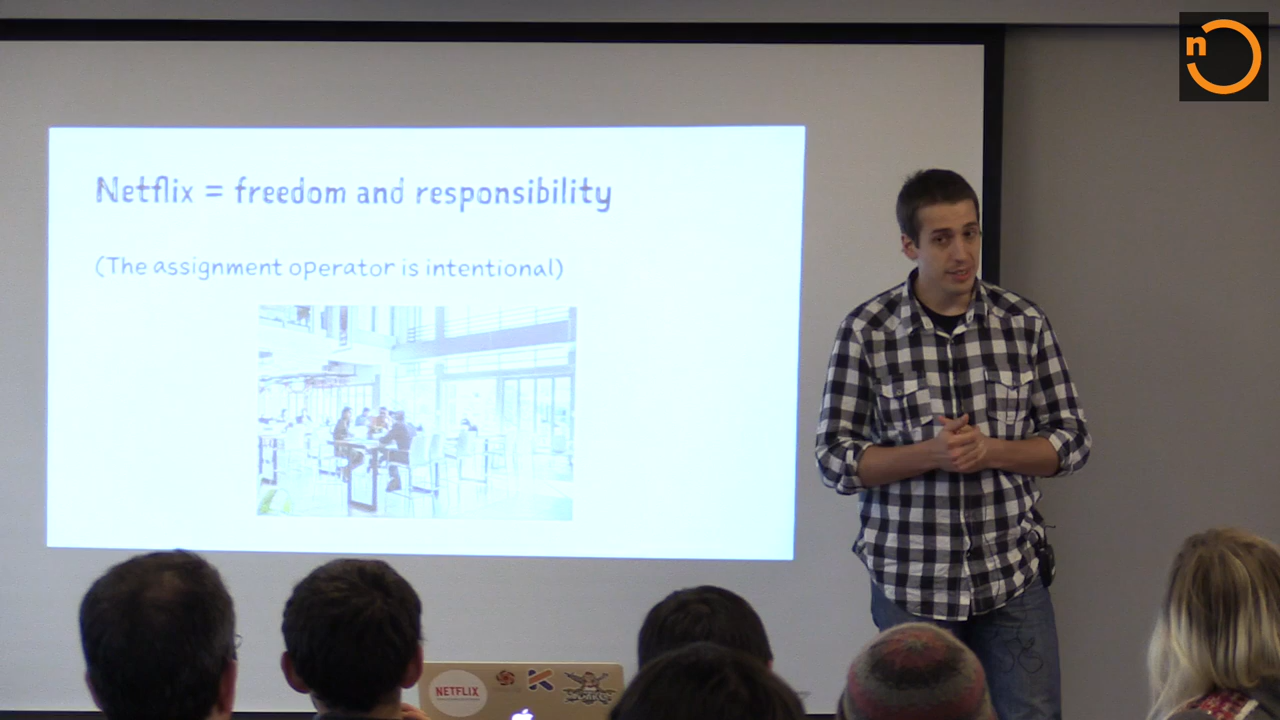 n
Netflix = freedom and responsibility
(The assignment operator is intentional)
NETFLIX